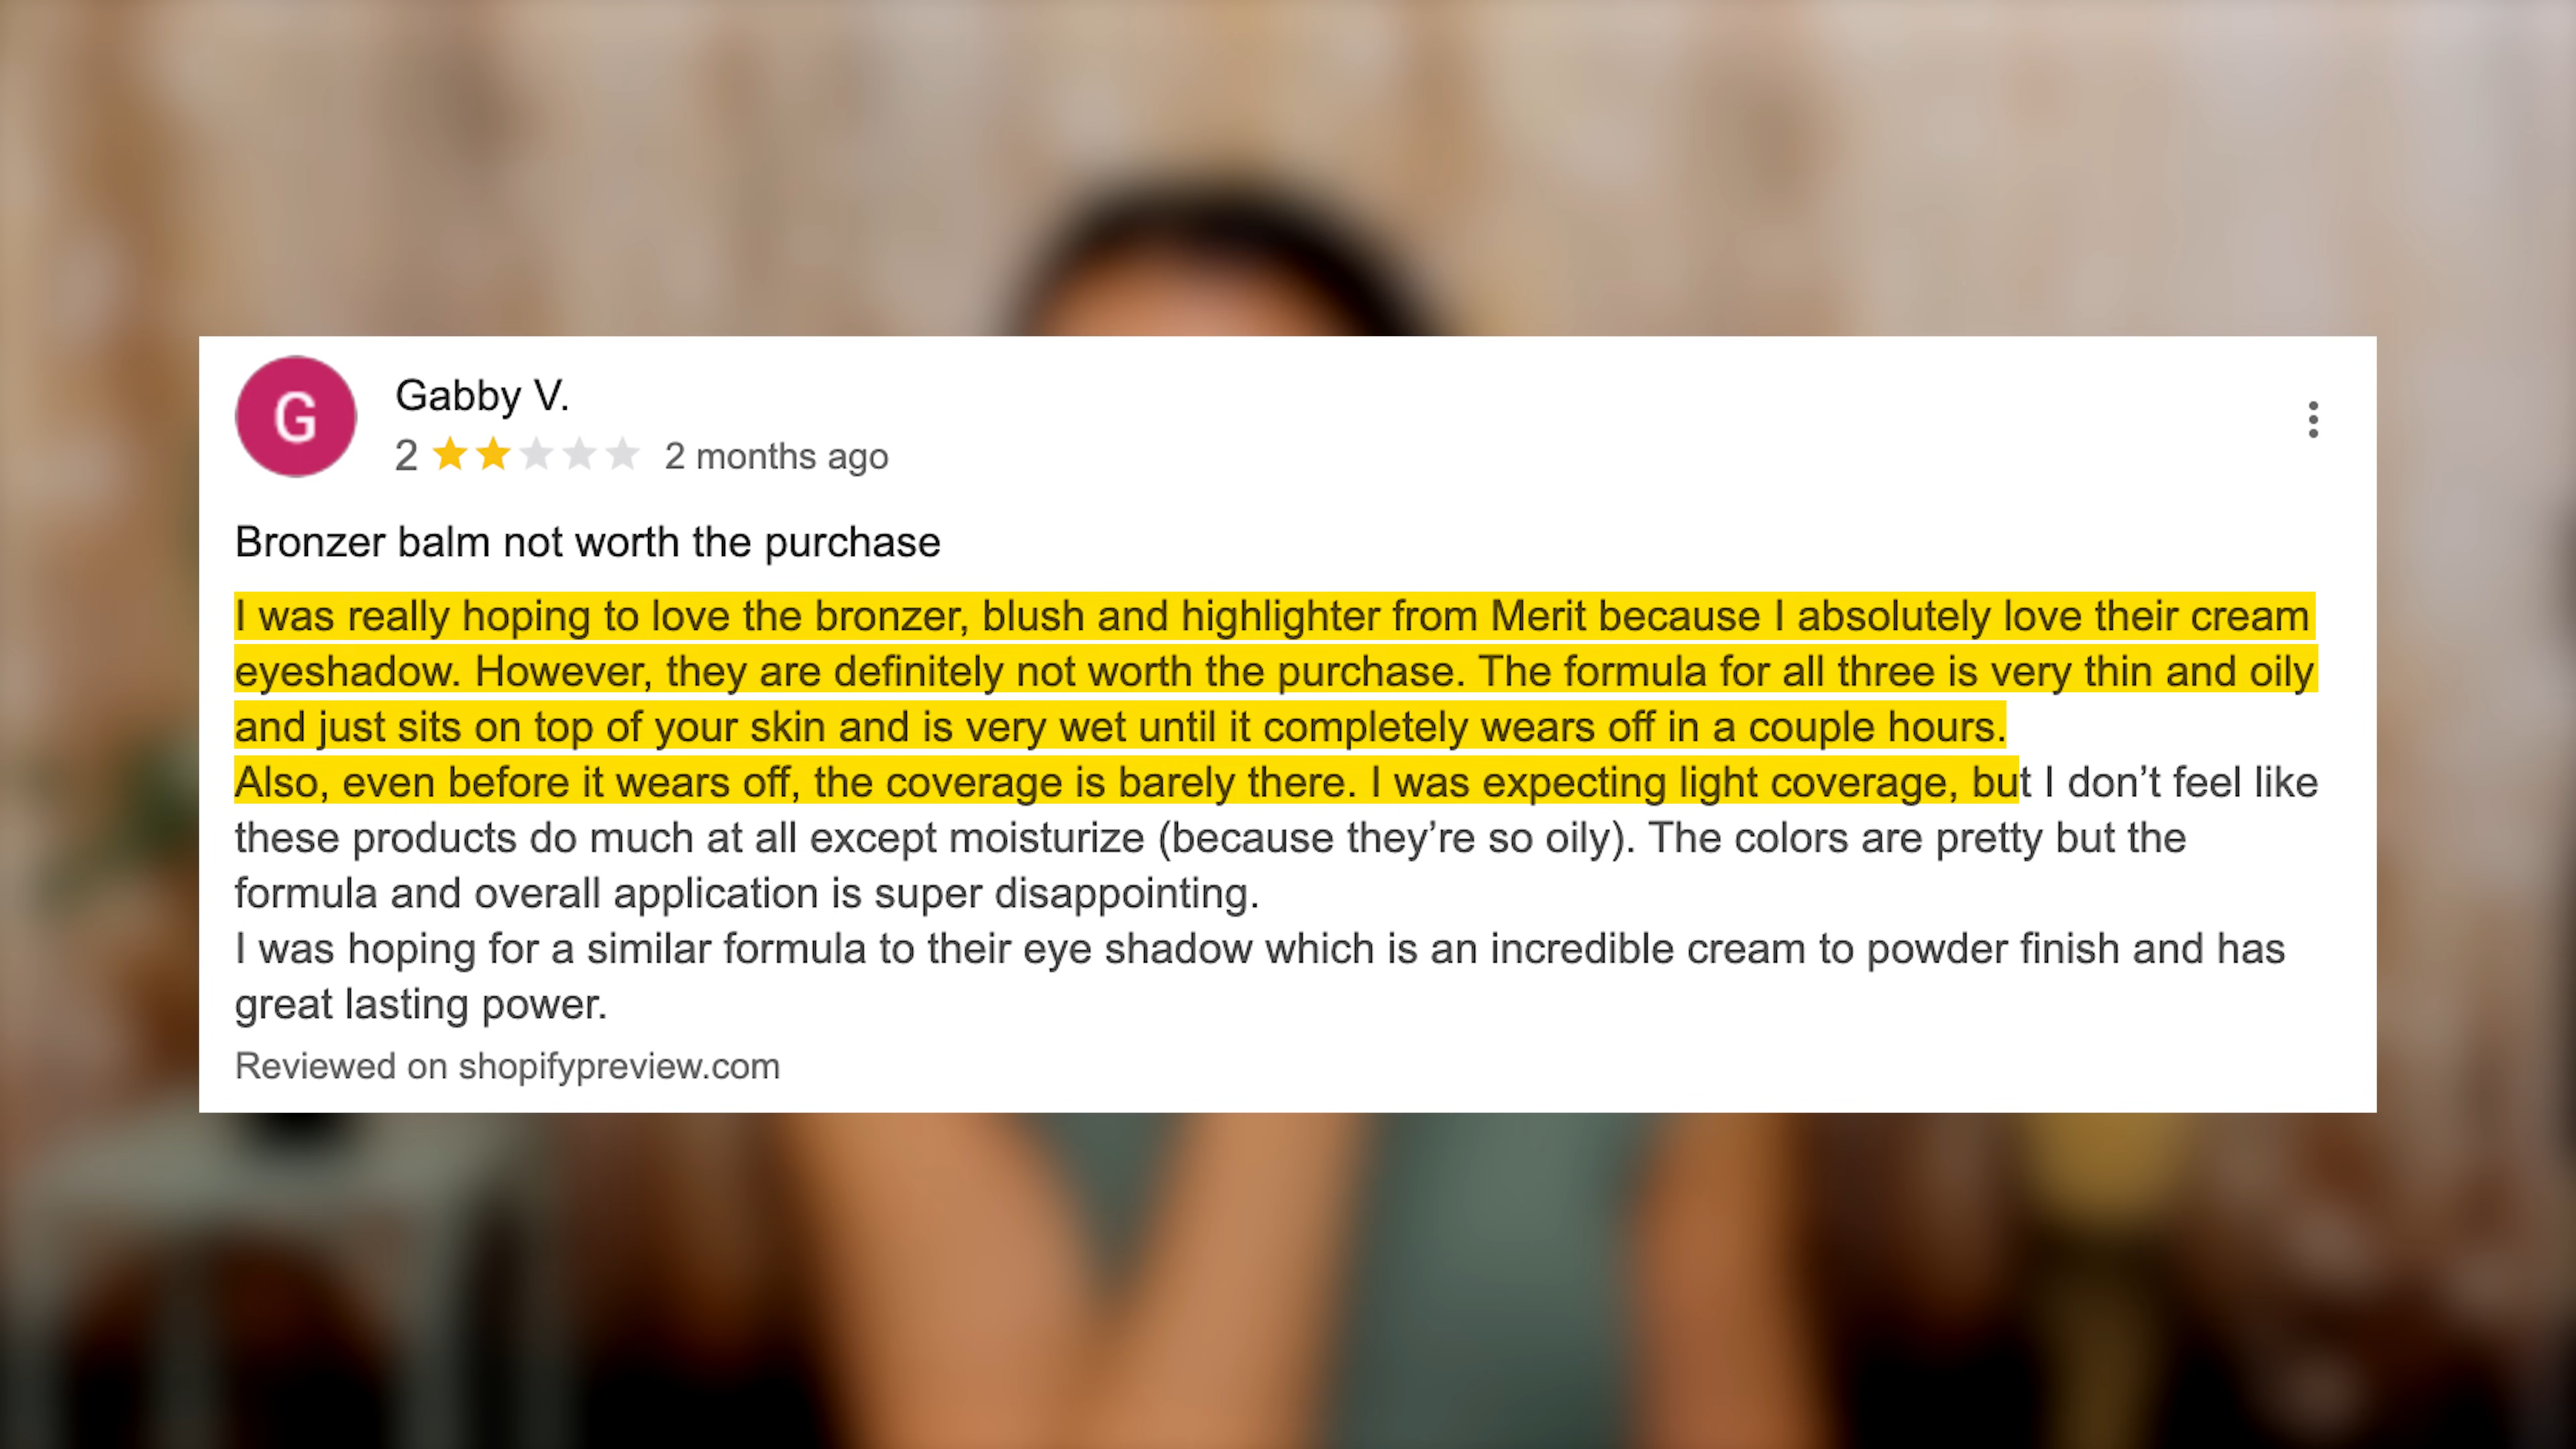 G
Gabby V.
2 2 months ago
Bronzer balm not worth the purchase
I was really hoping to love the bronzer, blush and highlighter from Merit because I absolutely love their cream
eyeshadow. However, they are definitely not worth the purchase. The formula for all three is very thin and oily
and just sits on top of your skin and is very wet until it completely wears off in a couple hours.
Also, even before it wears off, the coverage is barely there. I was expecting light coverage, but I don’t feel like
these products do much at all except moisturize (because they’re so oily). The colors are pretty but the
formula and overall application is super disappointing.
I was hoping for a similar formula to their eye shadow which is an incredible cream to powder finish and has
great lasting power.
Reviewed on shopifypreview.com